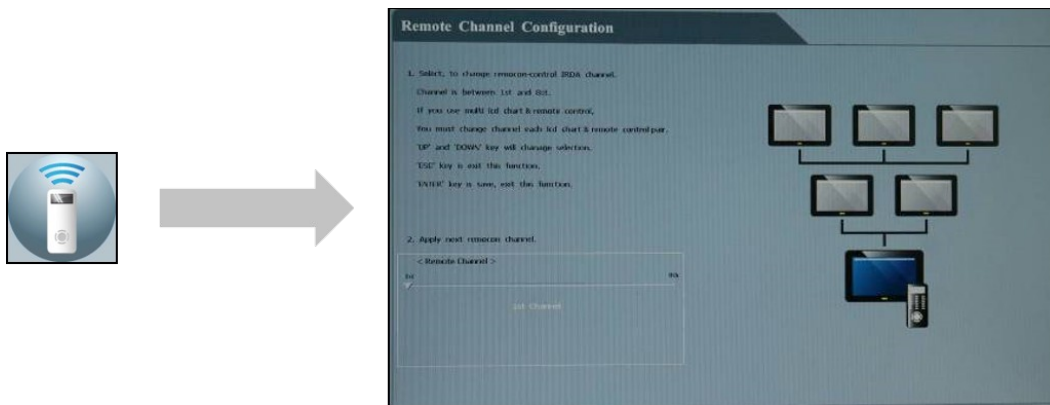 Remote Channel Configuration
1. Select, to change remocon-control IRDA channel.
Channel is between 1st and 8st.
If you use multi lcd chart & remote control,
You must change channel each lcd chart & remote control pair.
'UP' and 'DOWN' key will chanage selection.
'ESC' key is exit this function.
'ENTER' key is save, exit this function.
2. Apply next remocon channel.
< Remote Channel >
1st 8th
1st Channel